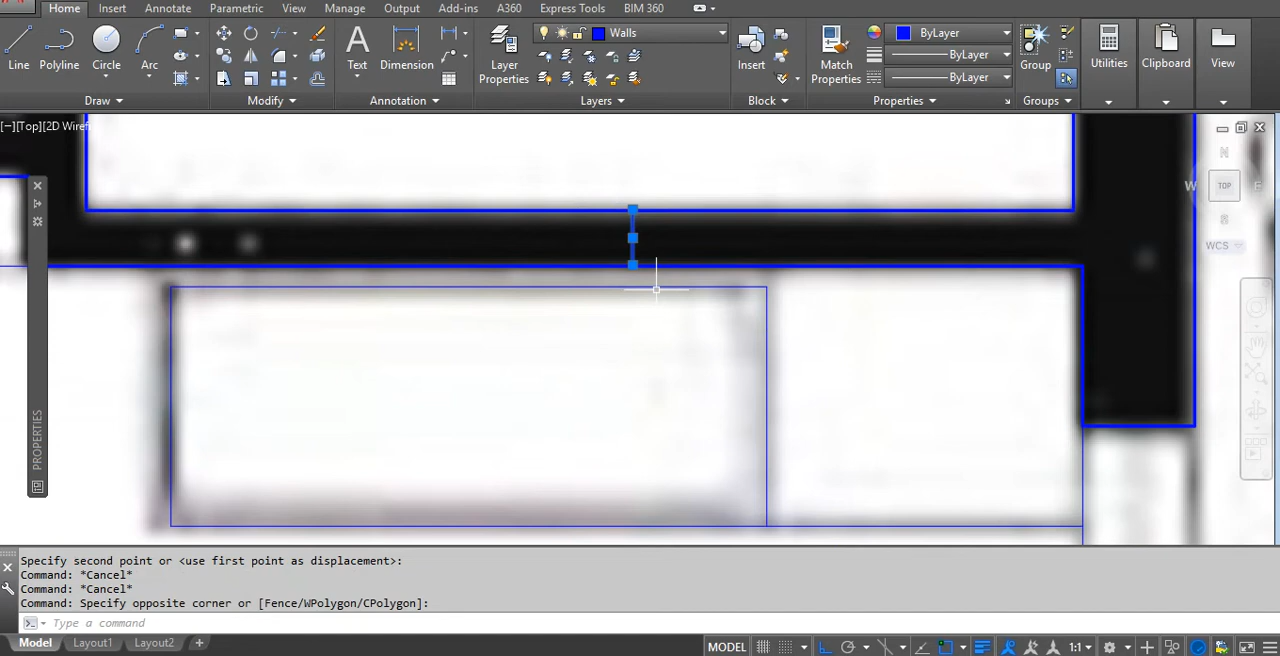 Home Insert Annotate Parametric View Manage Output Add-ins A360 Express Tools BIM 360
Walls
ByLayer
ByLayer
ByLayer
Line Polyline Circle Arc
Text Dimension
Layer
Properties
Insert
Match
Properties
Group
Utilities Clipboard View
Draw Modify Annotation Layers Block Properties Groups
[−][Top][2D Wiref
N
W TOP E
S
WCS
PROPERTIES
Specify second point or <use first point as displacement>:
Command: *Cancel*
Command: *Cancel*
Command: Specify opposite corner or [Fence/WPolygon/CPolygon]:
Type a command
Model Layout1 Layout2 +
MODEL 1:1